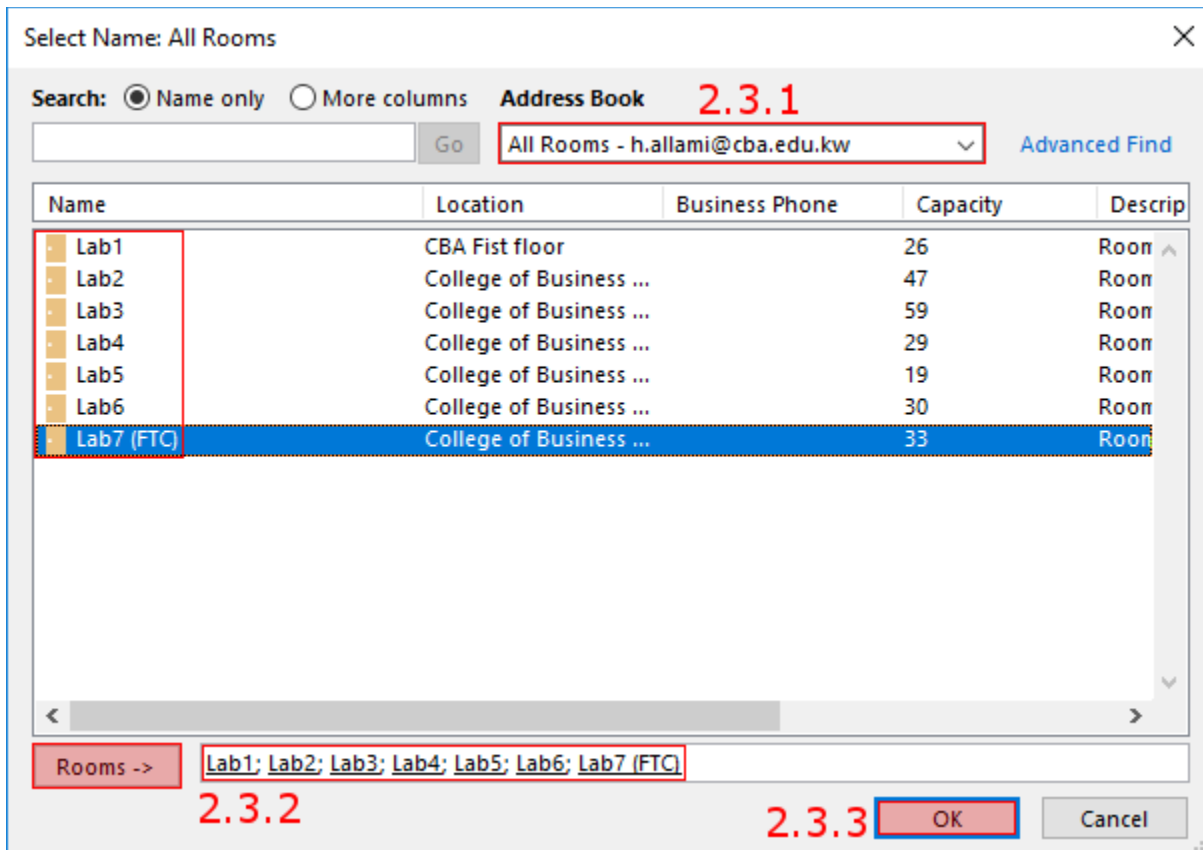 Select Name: All Rooms
Search: Name only More columns Address Book 2.3.1
Go All Rooms - h.allami@cba.edu.kw Advanced Find
Name Location Business Phone Capacity Descrip
Lab1 CBA Fist floor 26 Room
Lab2 College of Business ... 47 Room
Lab3 College of Business ... 59 Room
Lab4 College of Business ... 29 Room
Lab5 College of Business ... 19 Room
Lab6 College of Business ... 30 Room
Lab7 (FTC) College of Business ... 33 Room
Rooms -> Lab1; Lab2; Lab3; Lab4; Lab5; Lab6; Lab7 (FTC)
2.3.2 2.3.3 OK Cancel